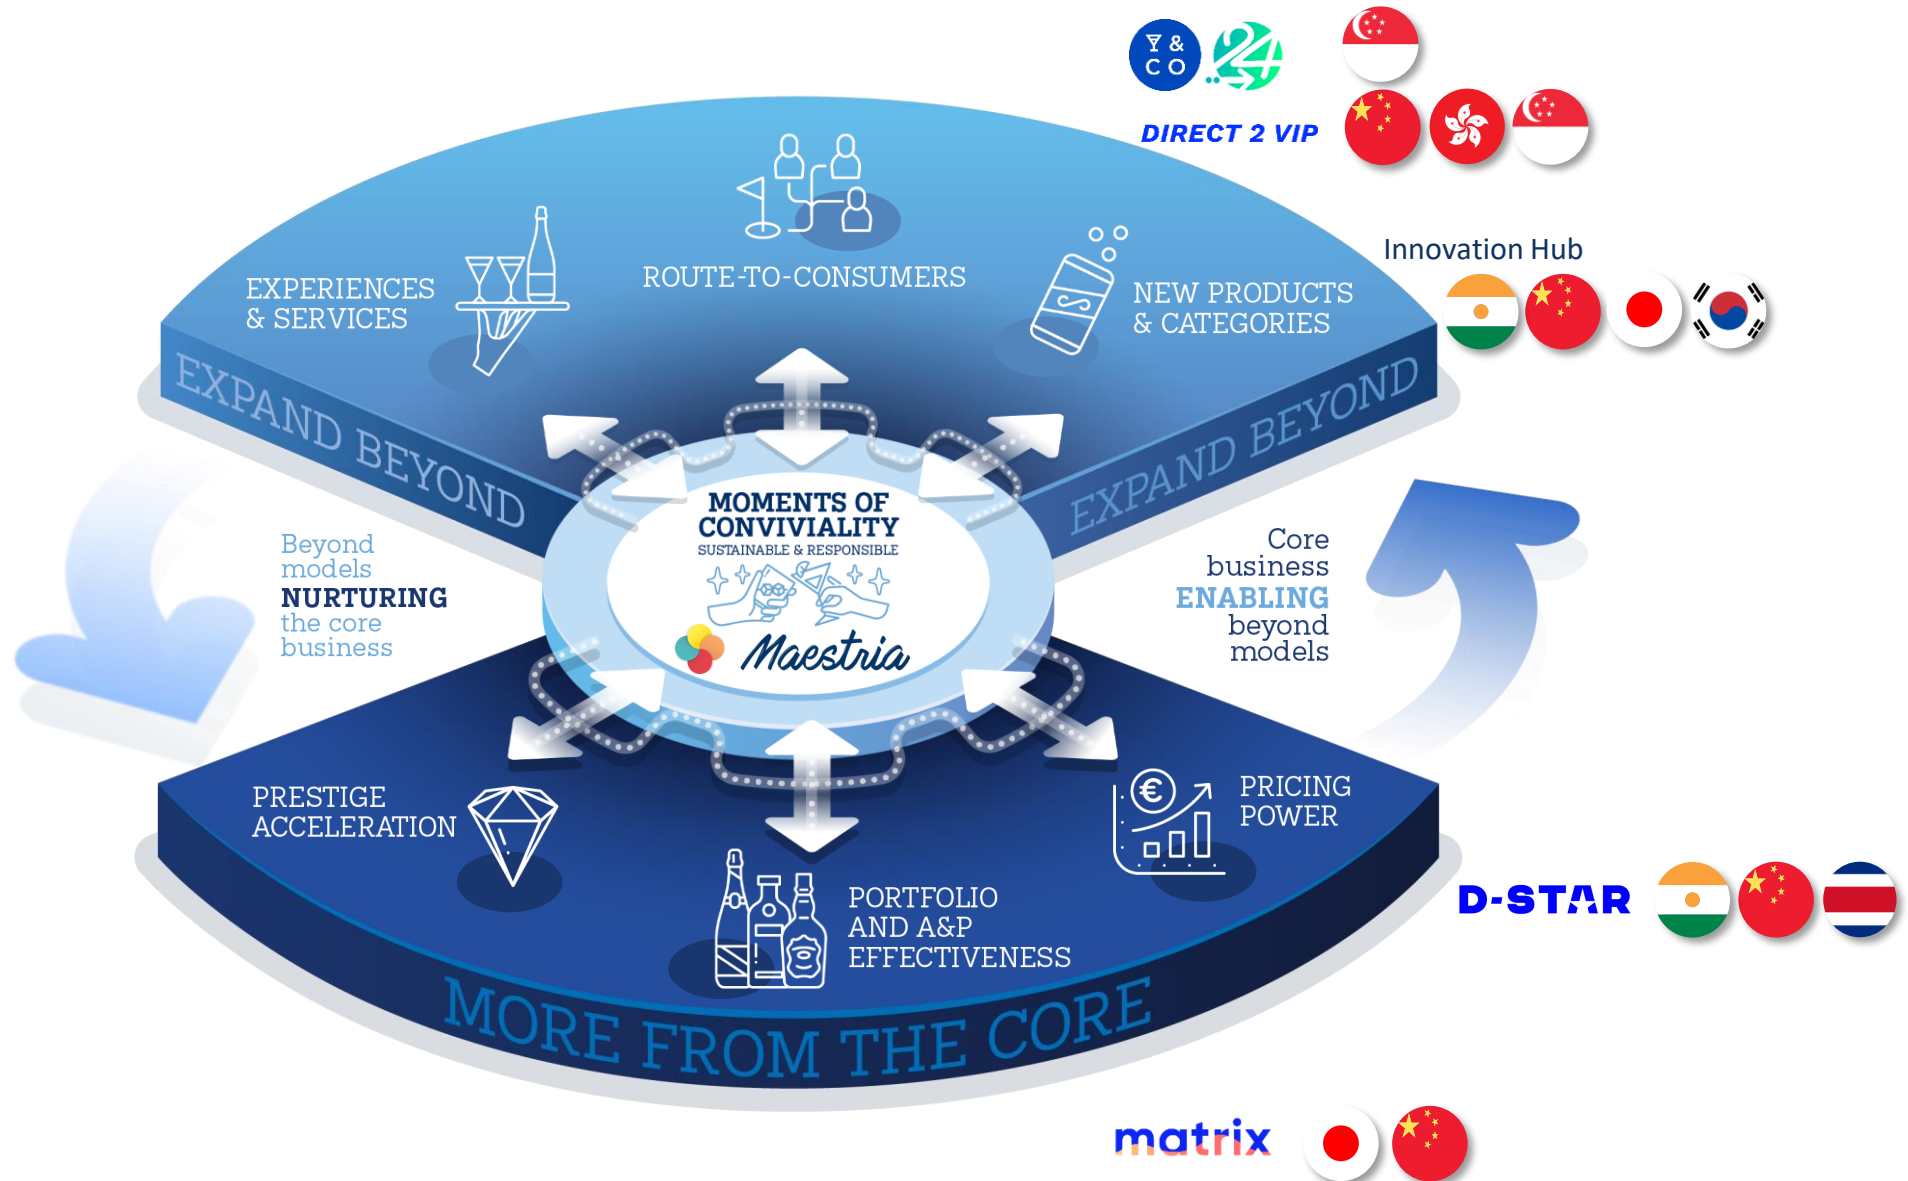 Y &
CO
24
DIRECT 2 VIP
Innovation Hub
EXPERIENCES
& SERVICES
ROUTE-TO-CONSUMERS
NEW PRODUCTS
& CATEGORIES
EXPAND BEYOND
EXPAND BEYOND
MOMENTS OF
CONVIVIALITY
SUSTAINABLE & RESPONSIBLE
Maestria
Beyond
models
NURTURING
the core
business
Core
business
ENABLING
beyond
models
PRESTIGE
ACCELERATION
€
PRICING
POWER
PORTFOLIO
AND A&P
EFFECTIVENESS
MORE FROM THE CORE
D-STAR
matrix